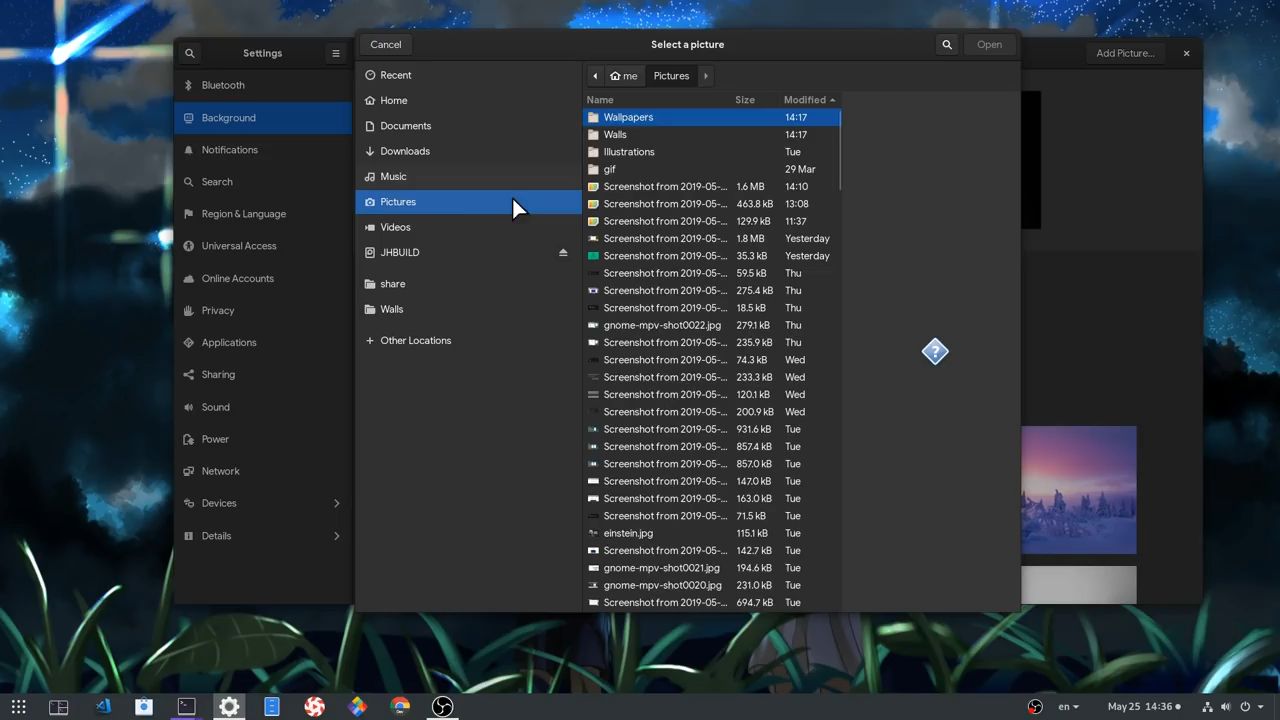 Settings
Bluetooth
Background
Notifications
Search
Region & Language
Universal Access
Online Accounts
Privacy
Applications
Sharing
Sound
Power
Network
Devices
Details
Cancel
Select a picture
Open
Add Picture...
Recent
Home
Documents
Downloads
Music
Pictures
Videos
JHBUILD
share
Walls
Other Locations
me Pictures
Name Size Modified
Wallpapers 14:17
Walls 14:17
Illustrations Tue
gif 29 Mar
Screenshot from 2019-05-... 1.6 MB 14:10
Screenshot from 2019-05-... 463.8 kB 13:08
Screenshot from 2019-05-... 129.9 kB 11:37
Screenshot from 2019-05-... 1.8 MB Yesterday
Screenshot from 2019-05-... 35.3 kB Yesterday
Screenshot from 2019-05-... 59.5 kB Thu
Screenshot from 2019-05-... 275.4 kB Thu
Screenshot from 2019-05-... 18.5 kB Thu
gnome-mpv-shot0022.jpg 279.1 kB Thu
Screenshot from 2019-05-... 235.9 kB Thu
Screenshot from 2019-05-... 74.3 kB Wed
Screenshot from 2019-05-... 233.3 kB Wed
Screenshot from 2019-05-... 120.1 kB Wed
Screenshot from 2019-05-... 200.9 kB Wed
Screenshot from 2019-05-... 931.6 kB Tue
Screenshot from 2019-05-... 857.4 kB Tue
Screenshot from 2019-05-... 857.0 kB Tue
Screenshot from 2019-05-... 147.0 kB Tue
Screenshot from 2019-05-... 163.0 kB Tue
Screenshot from 2019-05-... 71.5 kB Tue
einstein.jpg 115.1 kB Tue
Screenshot from 2019-05-... 142.7 kB Tue
gnome-mpv-shot0021.jpg 194.6 kB Tue
gnome-mpv-shot0020.jpg 231.0 kB Tue
Screenshot from 2019-05-... 694.7 kB Tue
en May 25 14:36